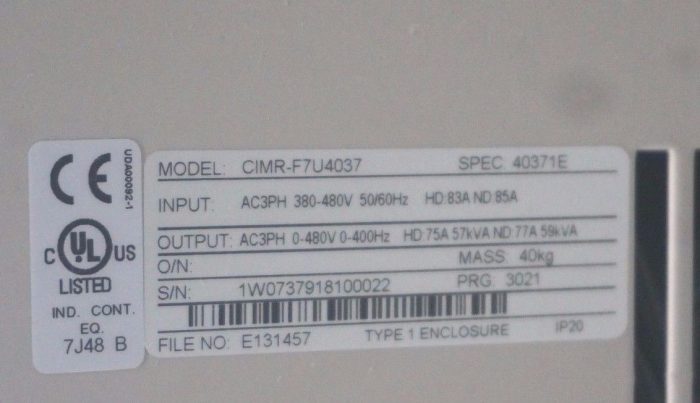 CE
UDA00092-1
C UL US
LISTED
IND. CONT.
EQ.
7J48 B
MODEL: CIMR-F7U4037 SPEC: 40371E
INPUT: AC3PH 380-480V 50/60Hz HD:83A ND:85A
OUTPUT: AC3PH 0-480V 0-400Hz HD:75A 57kVA ND:77A 59kVA
O/N: MASS: 40kg
S/N: 1W0737918100022 PRG: 3021
FILE NO: E131457 TYPE 1 ENCLOSURE IP20